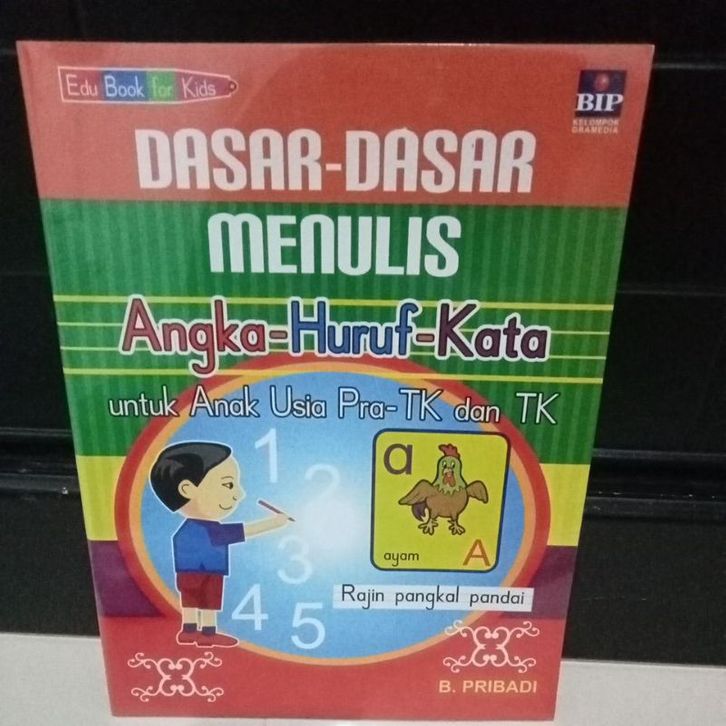 Edu Book for Kids
BIP
KELOMPOK
GRAMEDIA
DASAR-DASAR
MENULIS
Angka-Huruf-Kata
untuk Anak Usia Pra-TK dan TK
1
2
3
4 5
a
ayam A
Rajin pangkal pandai
B. PRIBADI